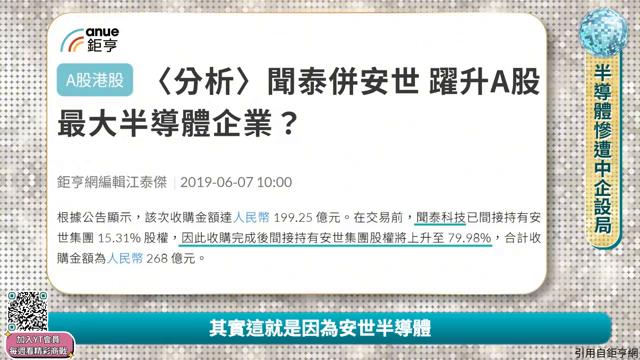 anue
鉅亨
A股港股
〈分析〉聞泰併安世 躍升A股
最大半導體企業？
鉅亨網編輯江泰傑 | 2019-06-07 10:00
根據公告顯示，該次收購金額達人民幣 199.25 億元。在交易前，聞泰科技已間接持有安
世集團 15.31% 股權，因此收購完成後間接持有安世集團股權將上升至 79.98%，合計收
購金額為人民幣 268 億元。
半導體慘遭中企設局
其實這就是因為安世半導體
加入YT會員
每週看精彩商戰
引用自鉅亨網